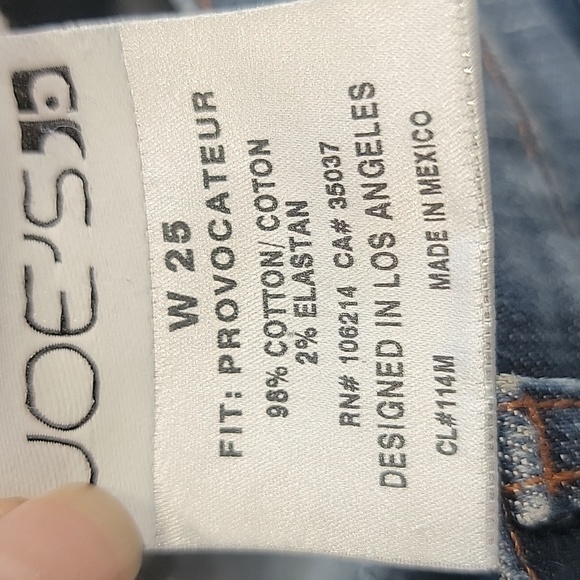 JOE'S
W 25
FIT: PROVOCATEUR
98% COTTON/ COTON
2% ELASTAN
RN# 106214 CA# 35037
DESIGNED IN LOS ANGELES
CL#114M MADE IN MEXICO